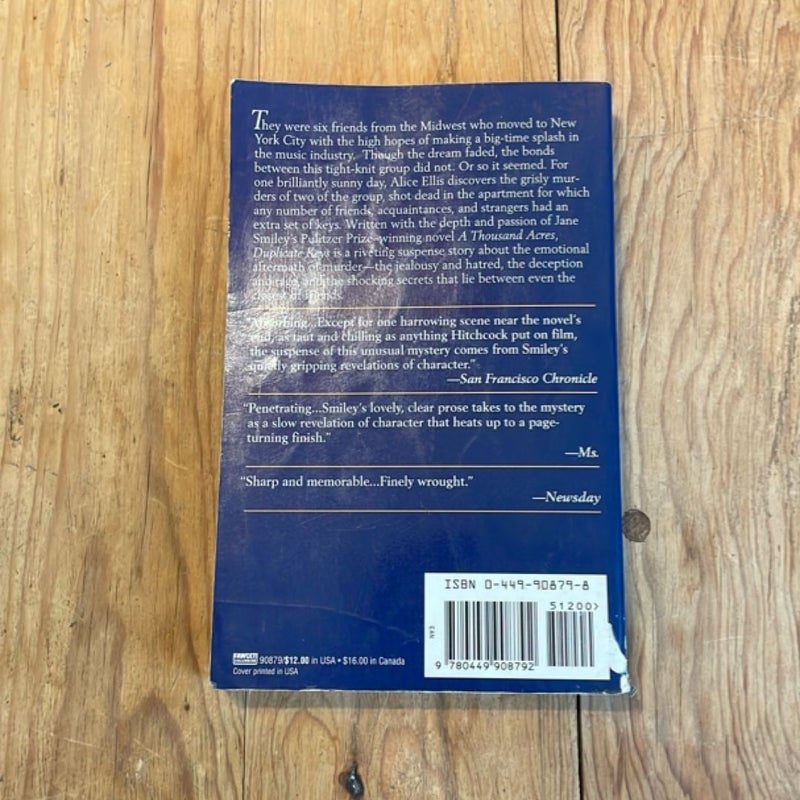 They were six friends from the Midwest who moved to New
York City with the high hopes of making a big-time splash in
the music industry. Though the dream faded, the bonds
between this tight-knit group did not. Or so it seemed. For
one brilliantly sunny day, Alice Ellis discovers the grisly mur-
ders of two of the group, shot dead in the apartment for which
any number of friends, acquaintances, and strangers had an
extra set of keys. Written with the depth and passion of Jane
Smiley's Pulitzer Prize-winning novel A Thousand Acres,
Duplicate Keys is a riveting suspense story about the emotional
aftermath of murder—the jealousy and hatred, the deception
and rage, and the shocking secrets that lie between even the
closest of friends.
"Absorbing...Except for one harrowing scene near the novel's
end, as taut and chilling as anything Hitchcock put on film,
the suspense of this unusual mystery comes from Smiley's
quietly gripping revelations of character."
—San Francisco Chronicle
"Penetrating...Smiley's lovely, clear prose takes to the mystery
as a slow revelation of character that heats up to a page-
turning finish."
—Ms.
"Sharp and memorable...Finely wrought."
—Newsday
ISBN 0-449-90879-8
51200>
EAN
9 780449 908792
FAWCETT
90879/$12.00 in USA • $16.00 in Canada
Cover printed in USA